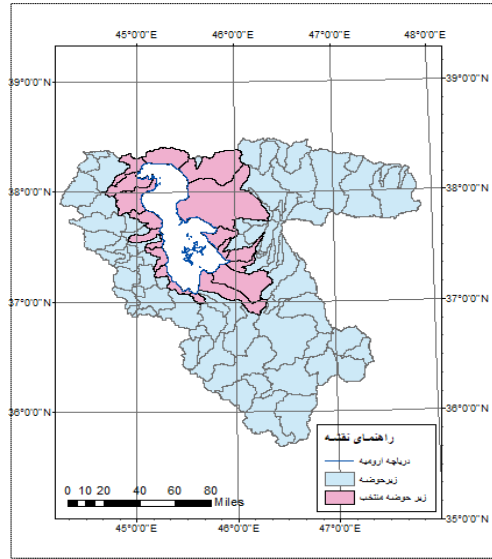 45°0'0"E 46°0'0"E 47°0'0"E 48°0'0"E
39°0'0"N 39°0'0"N
38°0'0"N 38°0'0"N
37°0'0"N 37°0'0"N
36°0'0"N 36°0'0"N
35°0'0"N
راهنمای نقشه
دریاچه ارومیه
زیرحوضه
زیر حوضه منتخب
0 10 20 40 60 80
Miles
45°0'0"E 46°0'0"E 47°0'0"E